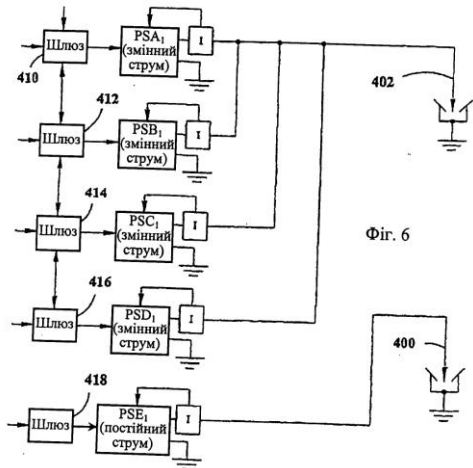 Шлюз
410
PSA₁
(змінний
струм)
I
402
412
Шлюз
PSB₁
(змінний
струм)
I
414
Шлюз
PSC₁
(змінний
струм)
I
Фіг. 6
416
Шлюз
PSD₁
(змінний
струм)
I
400
418
Шлюз
PSE₁
(постійний
струм)
I